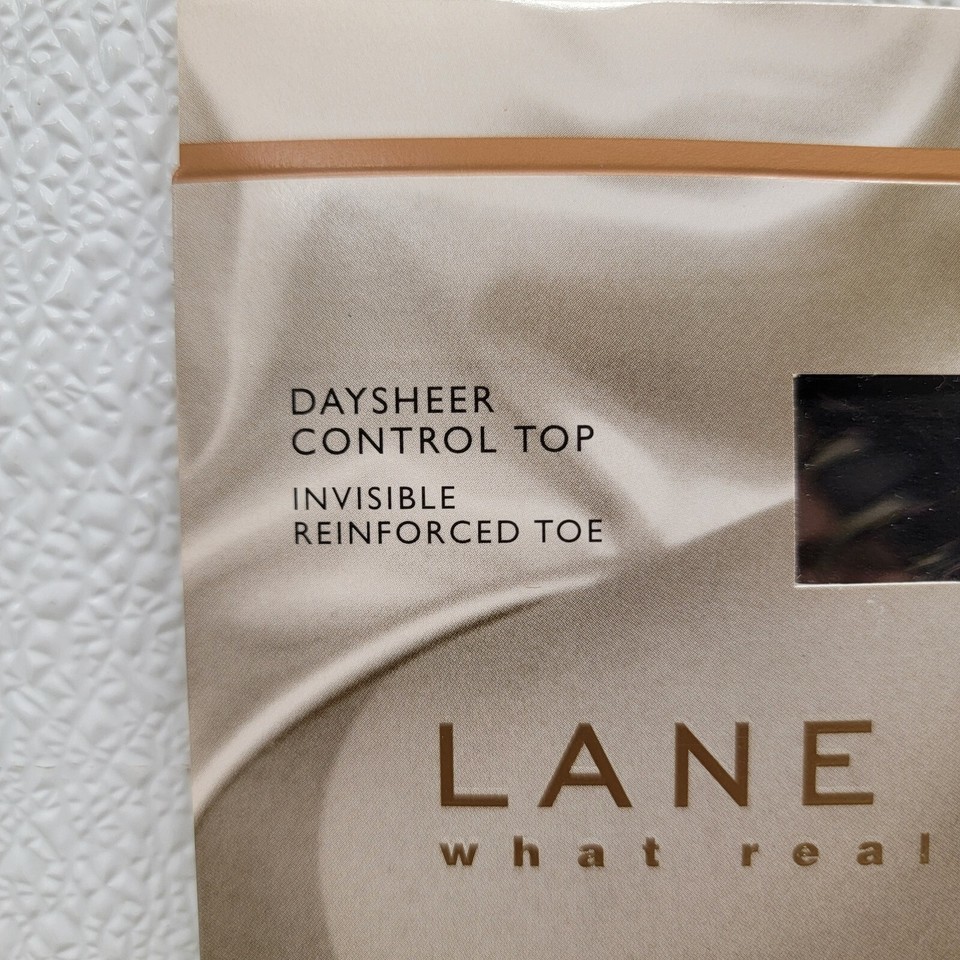 DAYSHEER
CONTROL TOP
INVISIBLE
REINFORCED TOE
LANE
what real